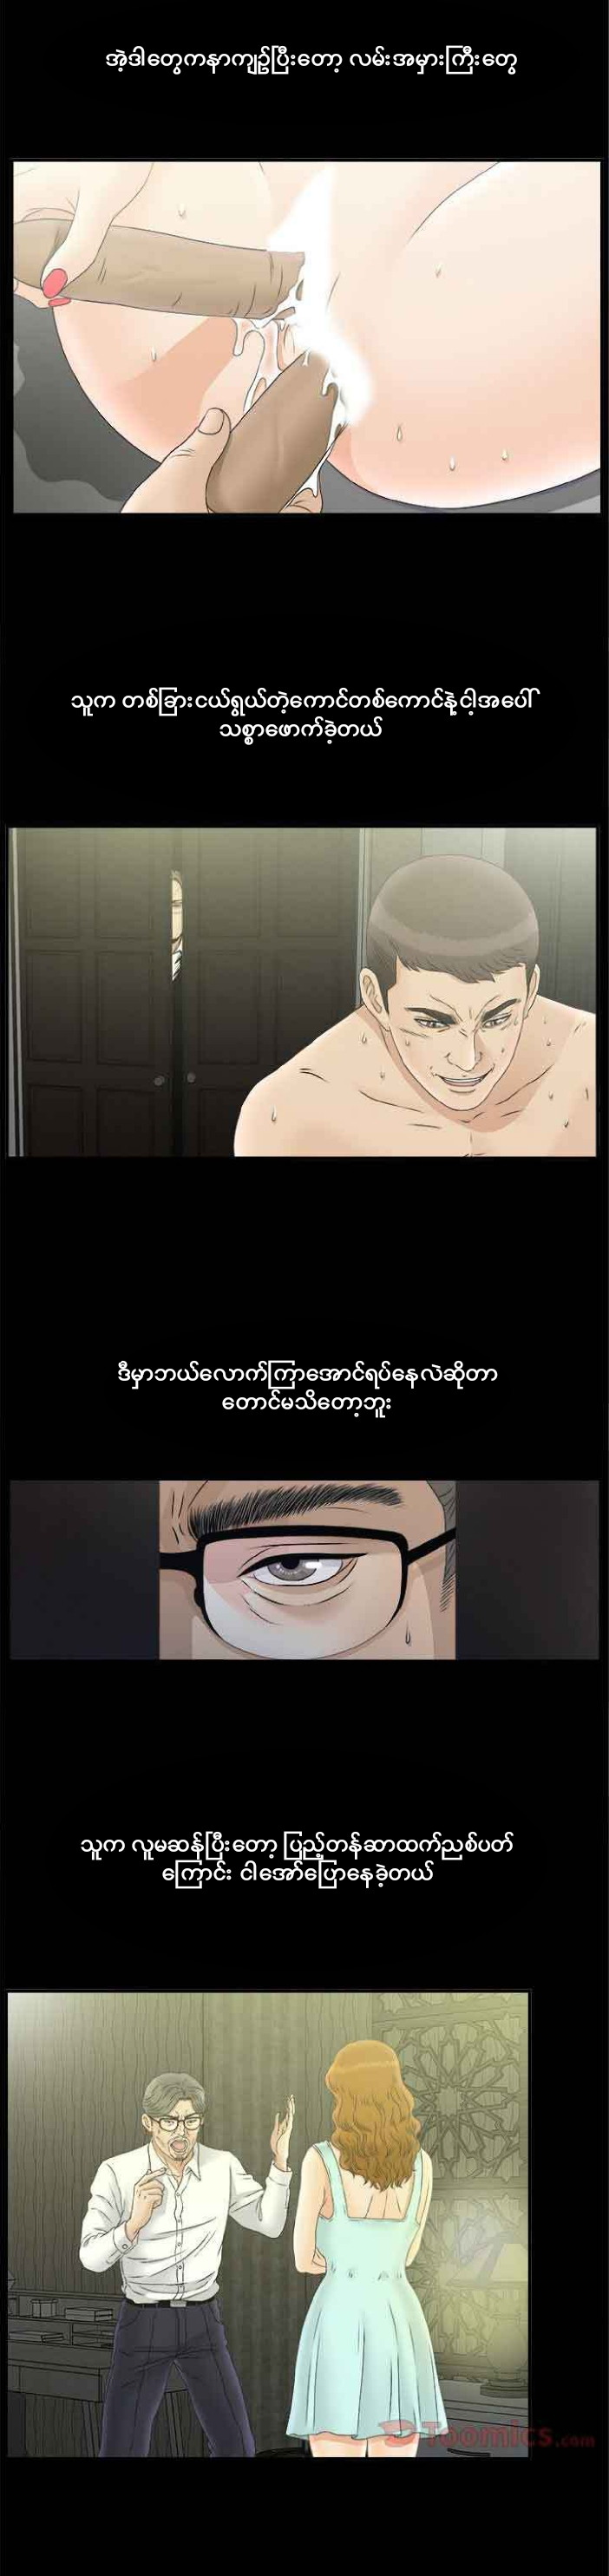 အဲ့ဒါတွေကနာကျဥ်ပြီးတော့ လမ်းအမှားကြီးတွေ
သူက တစ်ခြားငယ်ရွယ်တဲ့ကောင်တစ်ကောင်နဲ့ငါ့အပေါ်
သစ္စာဖောက်ခဲ့တယ်
ဒီမှာဘယ်လောက်ကြာအောင်ရပ်နေလဲဆိုတာ
တောင်မသိတော့ဘူး
သူက လူမဆန်ပြီးတော့ ပြည့်တန်ဆာထက်ညစ်ပတ်
ကြောင်း ငါအော်ပြောနေခဲ့တယ်
Toomics.com